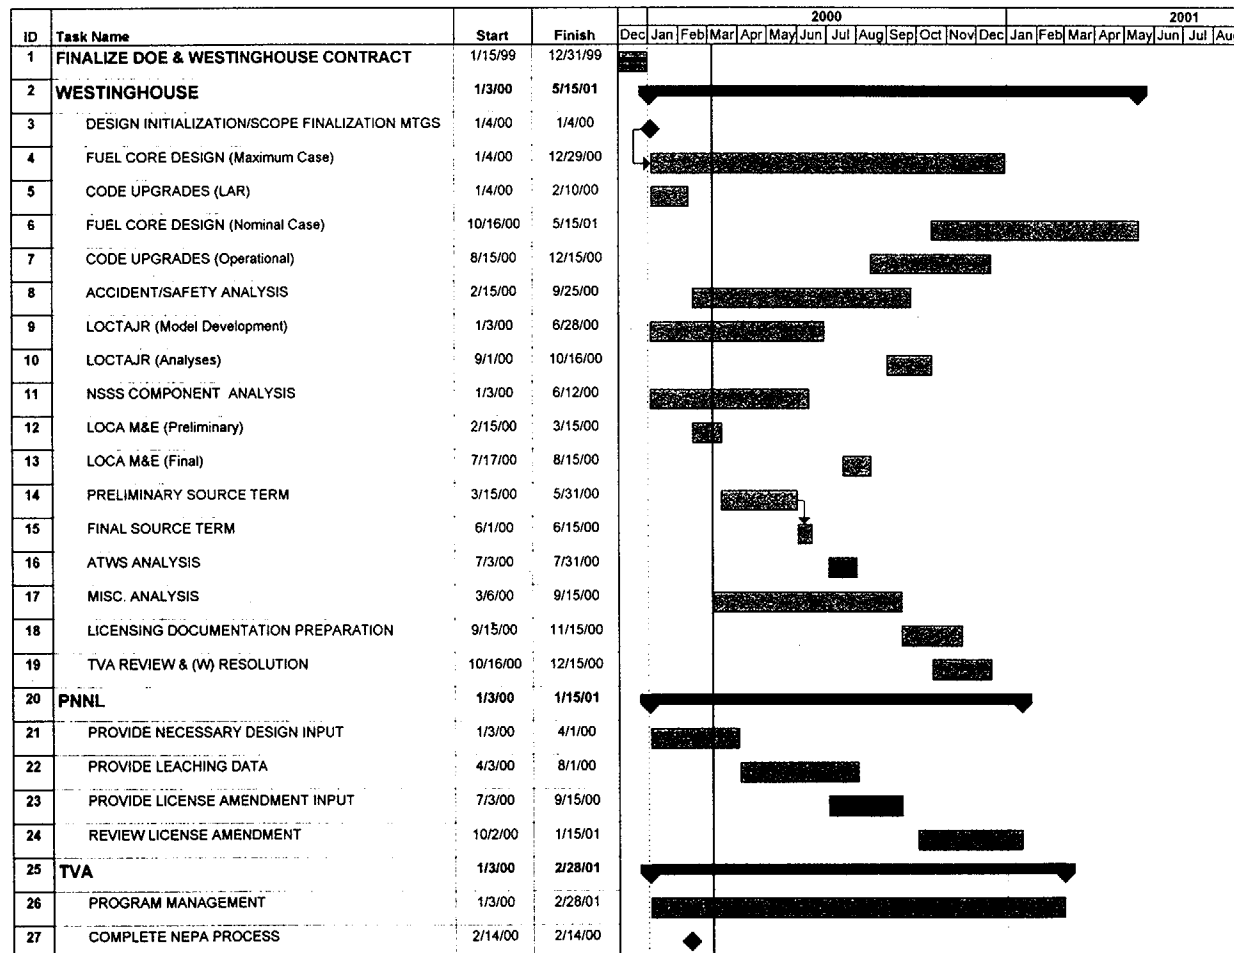 2000 2001
ID Task Name Start Finish Dec Jan Feb Mar Apr May Jun Jul Aug Sep Oct Nov Dec Jan Feb Mar Apr May Jun Jul Aug
1 FINALIZE DOE & WESTINGHOUSE CONTRACT 1/15/99 12/31/99
2 WESTINGHOUSE 1/3/00 5/15/01
3 DESIGN INITIALIZATION/SCOPE FINALIZATION MTGS 1/4/00 1/4/00
4 FUEL CORE DESIGN (Maximum Case) 1/4/00 12/29/00
5 CODE UPGRADES (LAR) 1/4/00 2/10/00
6 FUEL CORE DESIGN (Nominal Case) 10/16/00 5/15/01
7 CODE UPGRADES (Operational) 8/15/00 12/15/00
8 ACCIDENT/SAFETY ANALYSIS 2/15/00 9/25/00
9 LOCTAJR (Model Development) 1/3/00 6/28/00
10 LOCTAJR (Analyses) 9/1/00 10/16/00
11 NSSS COMPONENT ANALYSIS 1/3/00 6/12/00
12 LOCA M&E (Preliminary) 2/15/00 3/15/00
13 LOCA M&E (Final) 7/17/00 8/15/00
14 PRELIMINARY SOURCE TERM 3/15/00 5/31/00
15 FINAL SOURCE TERM 6/1/00 6/15/00
16 ATWS ANALYSIS 7/3/00 7/31/00
17 MISC. ANALYSIS 3/6/00 9/15/00
18 LICENSING DOCUMENTATION PREPARATION 9/15/00 11/15/00
19 TVA REVIEW & (W) RESOLUTION 10/16/00 12/15/00
20 PNNL 1/3/00 1/15/01
21 PROVIDE NECESSARY DESIGN INPUT 1/3/00 4/1/00
22 PROVIDE LEACHING DATA 4/3/00 8/1/00
23 PROVIDE LICENSE AMENDMENT INPUT 7/3/00 9/15/00
24 REVIEW LICENSE AMENDMENT 10/2/00 1/15/01
25 TVA 1/3/00 2/28/01
26 PROGRAM MANAGEMENT 1/3/00 2/28/01
27 COMPLETE NEPA PROCESS 2/14/00 2/14/00